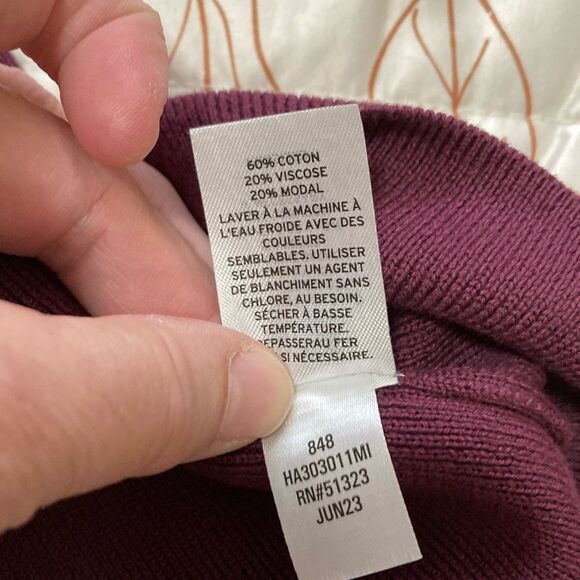 60% COTON
20% VISCOSE
20% MODAL
LAVER À LA MACHINE À
L'EAU FROIDE AVEC DES
COULEURS
SEMBLABLES. UTILISER
SEULEMENT UN AGENT
DE BLANCHIMENT SANS
CHLORE, AU BESOIN.
SÉCHER À BASSE
TEMPÉRATURE.
FER
SI NÉCESSAIRE.
848
HA303011MI
RN#51323
JUN23